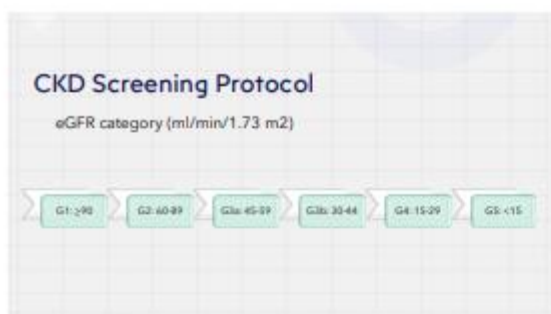 CKD Screening Protocol
eGFR category (ml/min/1.73 m2)
G1: ≥90 G2: 60-89 G3a: 45-59 G3b: 30-44 G4: 15-29 G5: <15